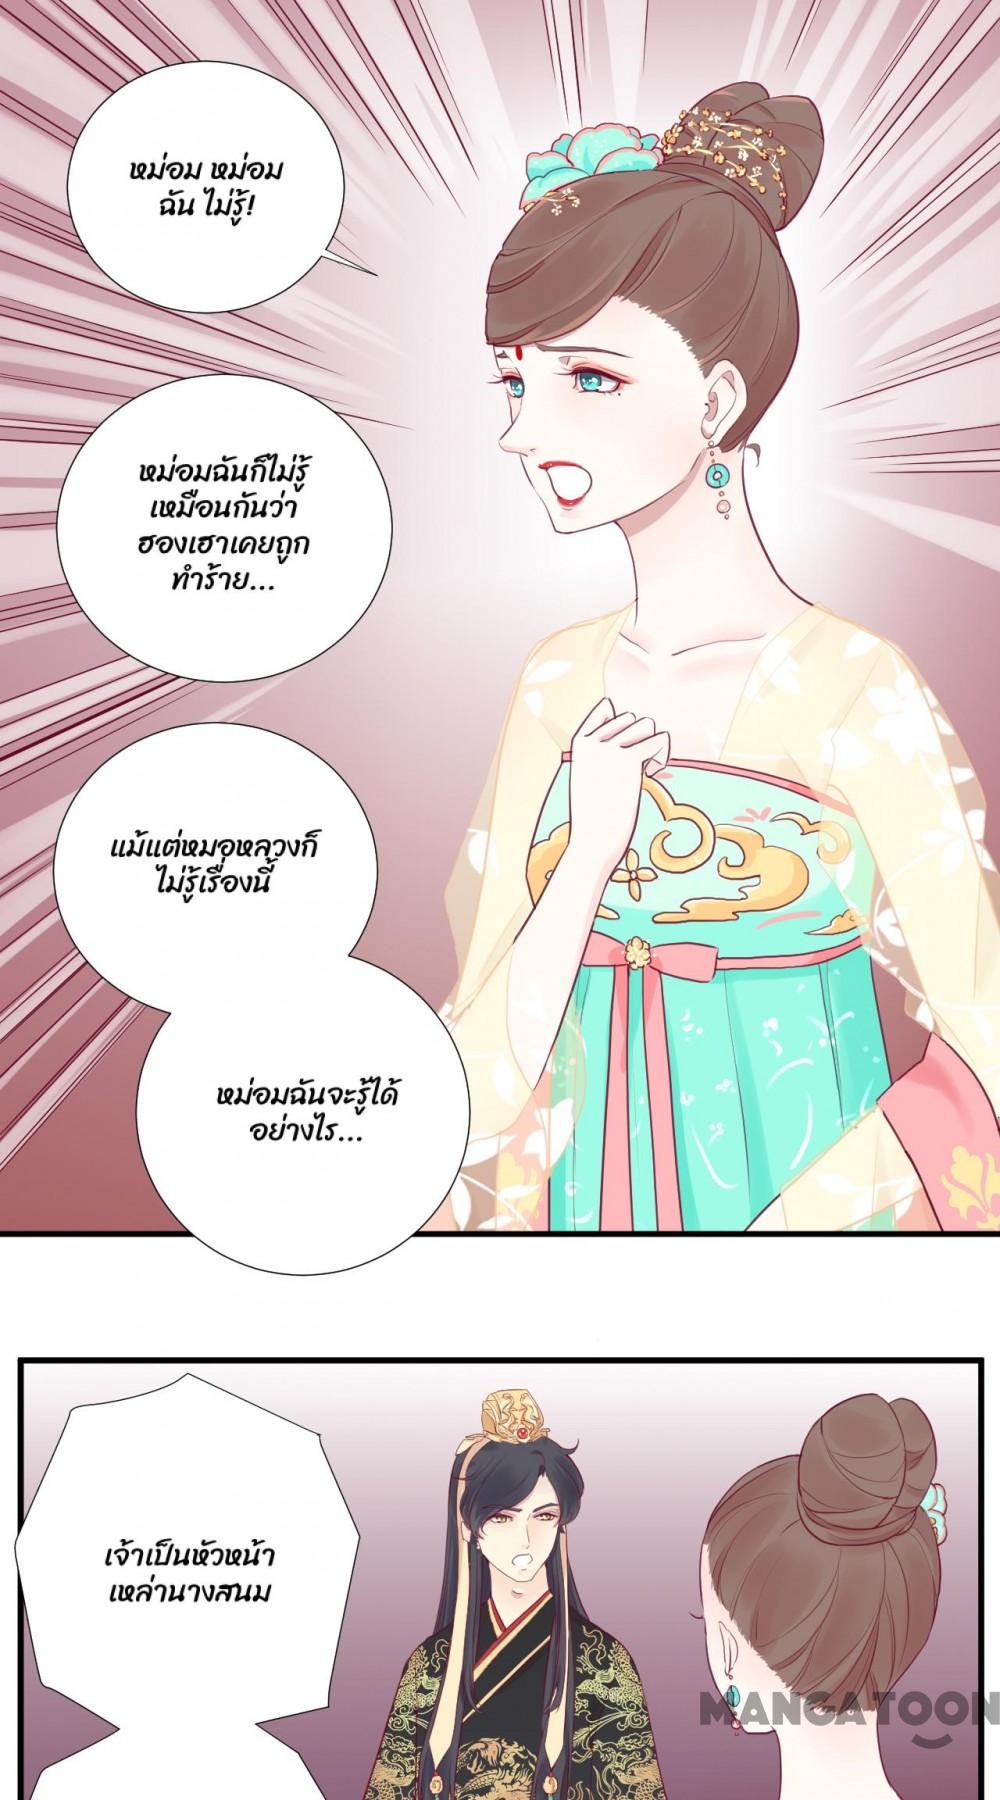 หม่อม หม่อม
ฉัน ไม่รู้!
หม่อมฉันก็ไม่รู้
เหมือนกันว่า
ฮองเฮาเคยถูก
ทำร้าย...
แม้แต่หมอหลวงก็
ไม่รู้เรื่องนี้
หม่อมฉันจะรู้ได้
อย่างไร...
เจ้าเป็นหัวหน้า
เหล่านางสนม
MANGATOON